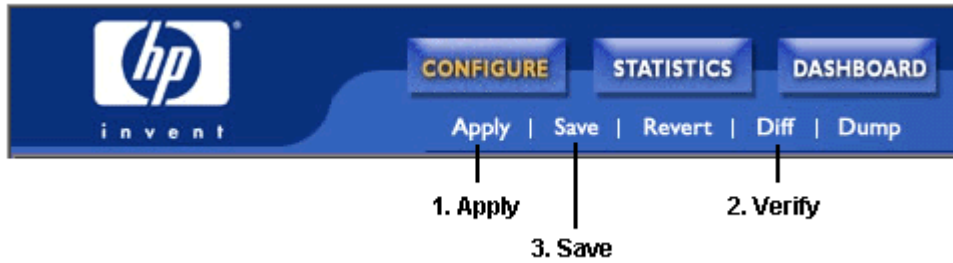 hp
invent
CONFIGURE STATISTICS DASHBOARD
Apply | Save | Revert | Diff | Dump
1. Apply 2. Verify
3. Save